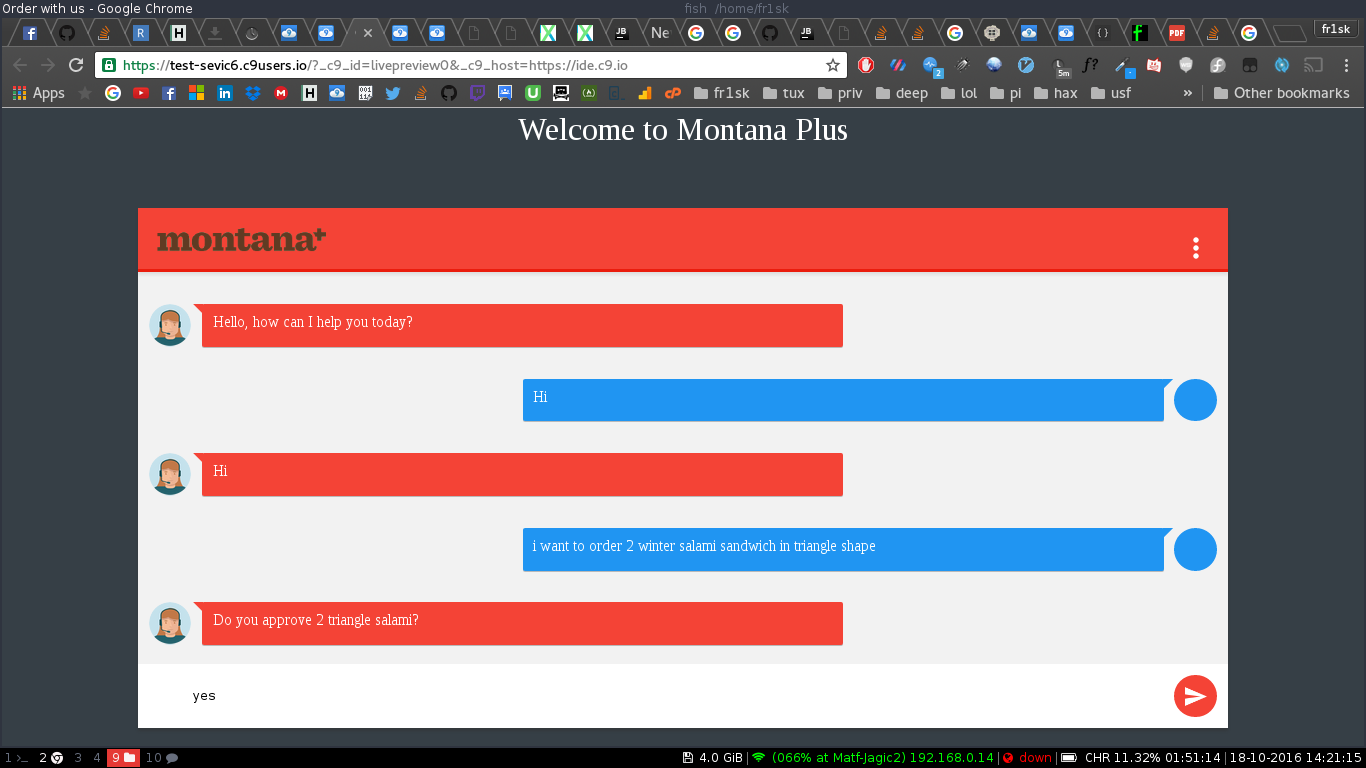 Order with us - Google Chrome
fish /home/fr1sk
R
H
JB
Ne
JB
{ }
f
PDF
fr1sk
https://test-sevic6.c9users.io/?_c9_id=livepreview0&_c9_host=https://ide.c9.io
2
L
5m
f?
Apps
fr1sk
tux
priv
deep
lol
pi
hax
usf
»
Other bookmarks
Welcome to Montana Plus
montana+
Hello, how can I help you today?
Hi
Hi
i want to order 2 winter salami sandwich in triangle shape
Do you approve 2 triangle salami?
yes
1 >_ 2 3 4 9 10
4.0 GiB | (066% at Matf-Jagic2) 192.168.0.14 | down | CHR 11.32% 01:51:14 | 18-10-2016 14:21:15